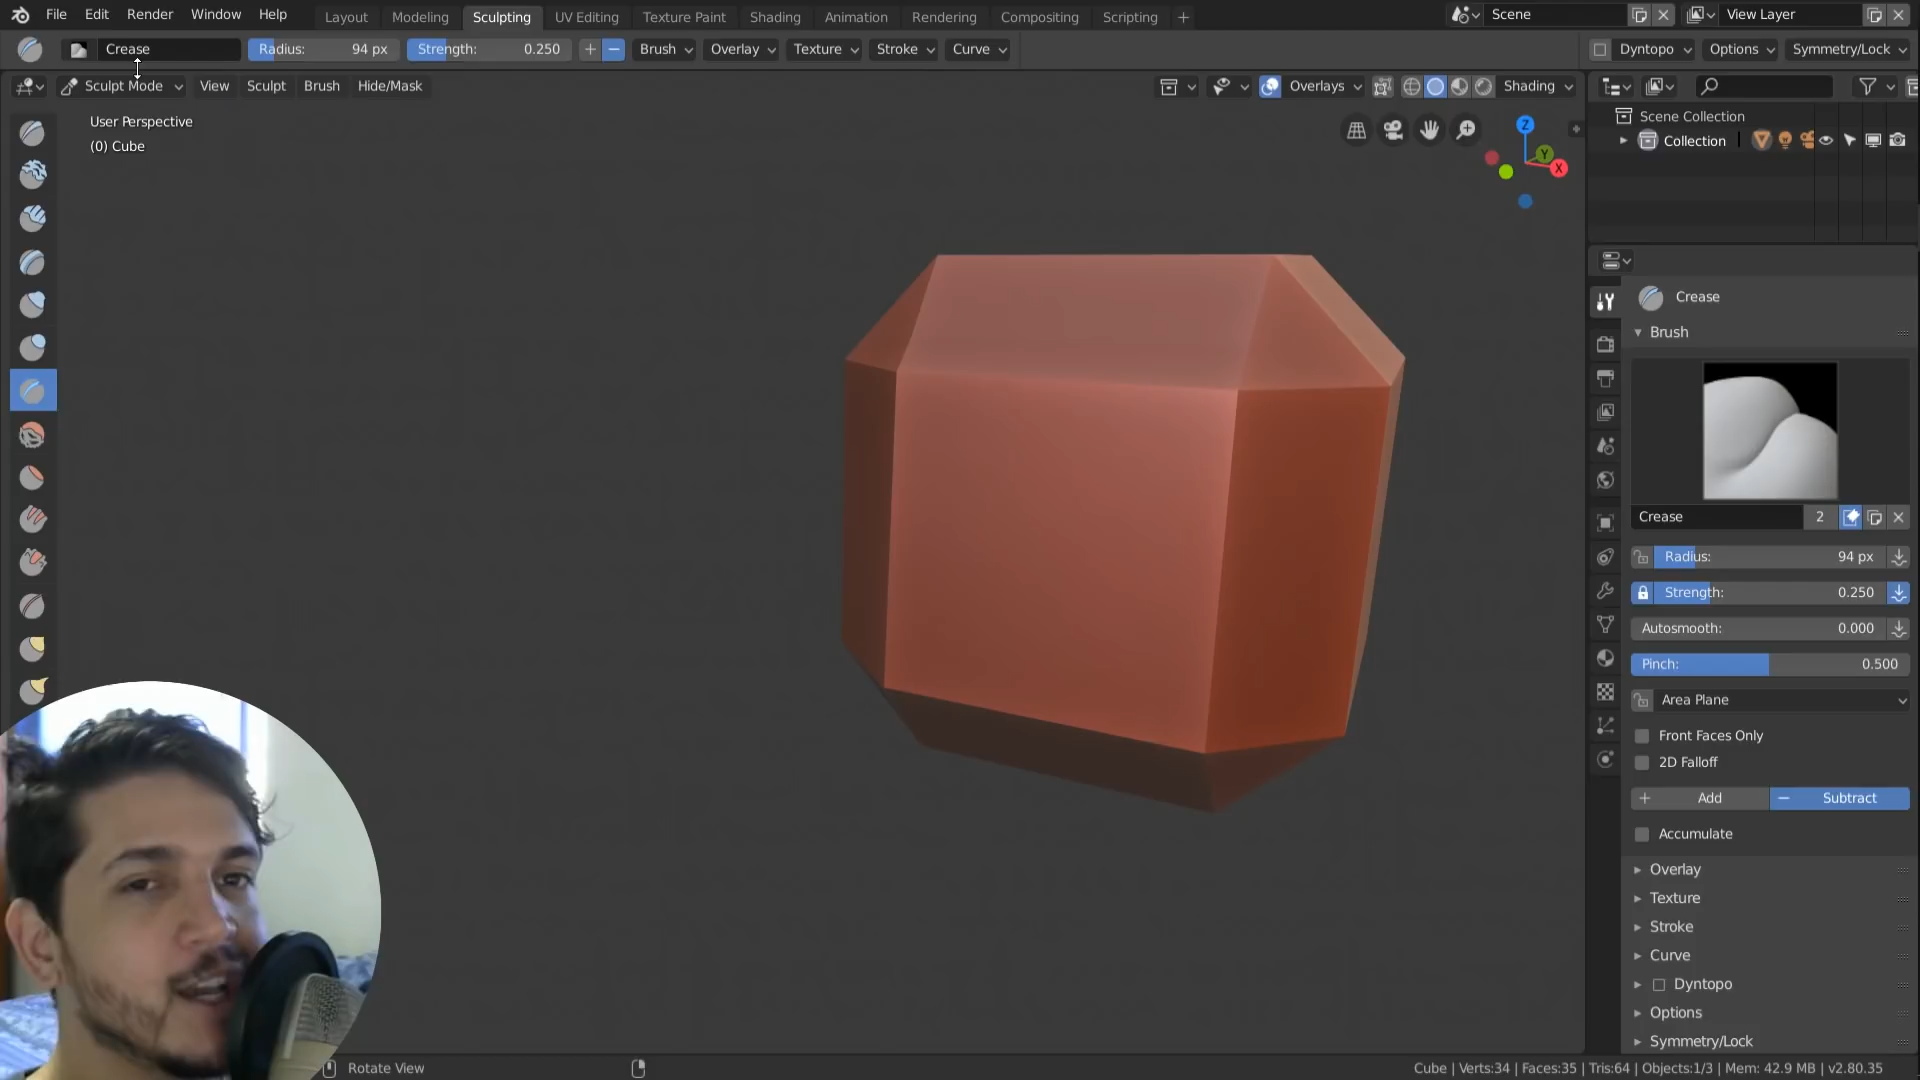 File Edit Render Window Help
Layout Modeling Sculpting UV Editing Texture Paint Shading Animation Rendering Compositing Scripting +
Scene
View Layer
Crease
Radius: 94 px
Strength: 0.250
Brush Overlay Texture Stroke Curve
Dyntopo Options Symmetry/Lock
Sculpt Mode View Sculpt Brush Hide/Mask
Overlays
Shading
User Perspective
(0) Cube
Z
Y
X
Scene Collection
Collection
Crease
Brush
Crease 2
Radius: 94 px
Strength: 0.250
Autosmooth: 0.000
Pinch: 0.500
Area Plane
Front Faces Only
2D Falloff
Add Subtract
Accumulate
Overlay
Texture
Stroke
Curve
Dyntopo
Options
Symmetry/Lock
Rotate View
Cube | Verts:34 | Faces:35 | Tris:64 | Objects:1/3 | Mem: 42.9 MB | v2.80.35